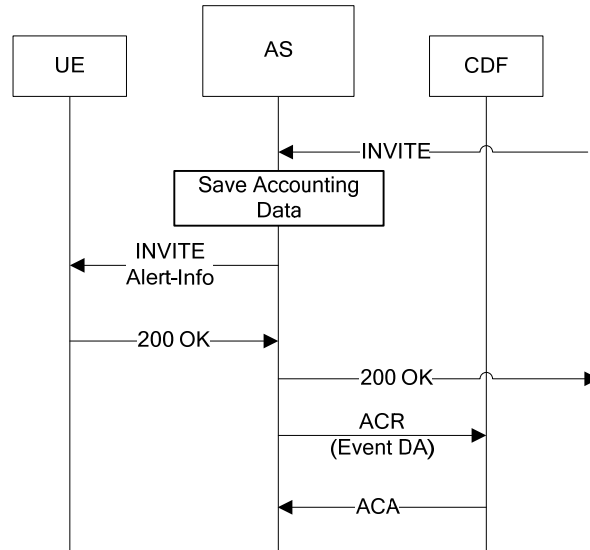 UE
AS
CDF
INVITE
Save Accounting
Data
INVITE
Alert-Info
200 OK
200 OK
ACR
(Event DA)
ACA